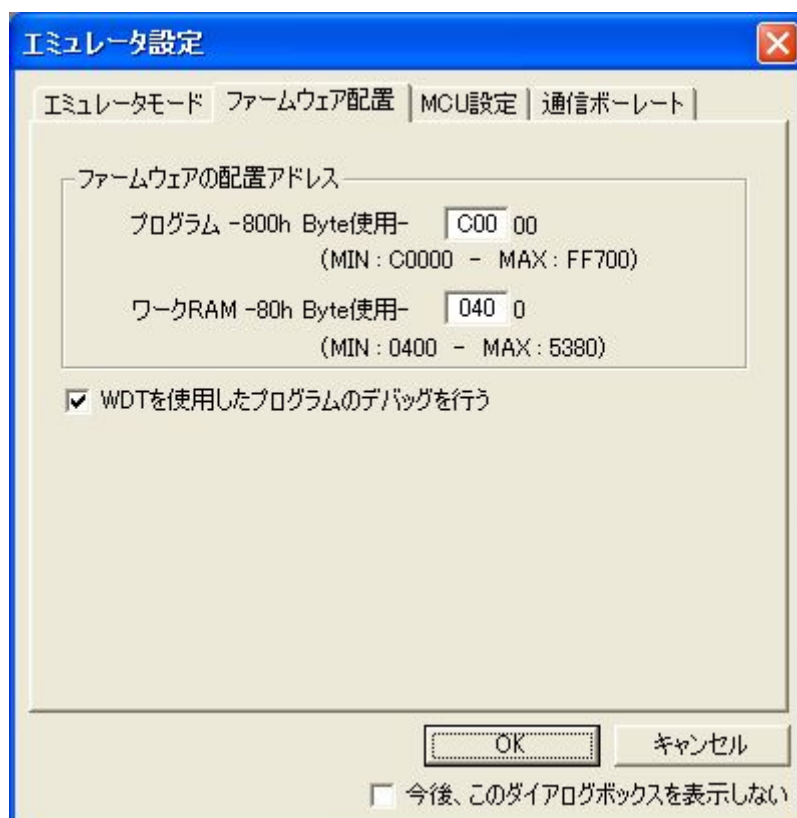 エミュレータ設定
エミュレータモード ファームウェア配置 MCU設定 通信ボーレート
ファームウェアの配置アドレス
プログラム -800h Byte使用- C00 00
(MIN : C0000 - MAX : FF700)
ワークRAM -80h Byte使用- 040 0
(MIN : 0400 - MAX : 5380)
WDTを使用したプログラムのデバッグを行う
OK キャンセル
今後、このダイアログボックスを表示しない